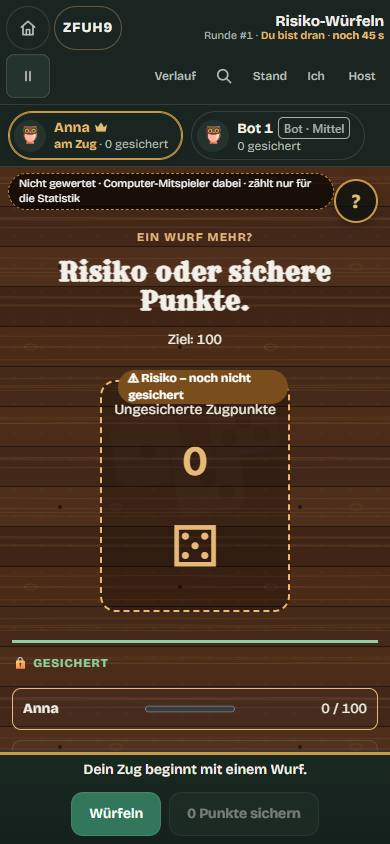 ZFUH9
Risiko-Würfeln
Runde #1 · Du bist dran · noch 45 s
Verlauf
Stand
Ich
Host
Anna
am Zug · 0 gesichert
Bot 1
Bot · Mittel
0 gesichert
Nicht gewertet · Computer-Mitspieler dabei · zählt nur für
die Statistik
?
EIN WURF MEHR?
Risiko oder sichere
Punkte.
Ziel: 100
⚠ Risiko – noch nicht
gesichert
Ungesicherte Zugpunkte
0
GESICHERT
Anna
0 / 100
Dein Zug beginnt mit einem Wurf.
Würfeln
0 Punkte sichern